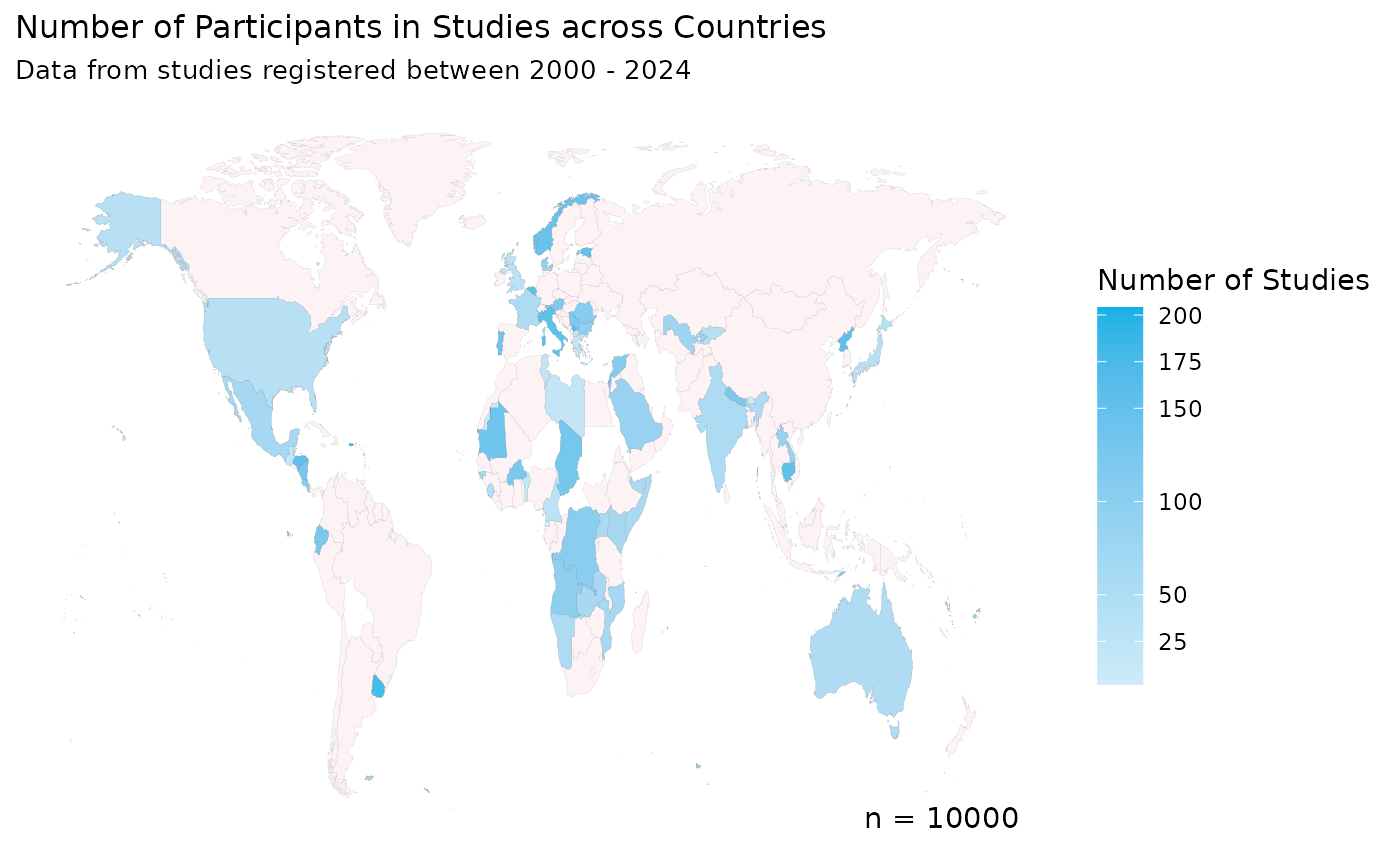 Number of Participants in Studies across Countries
Data from studies registered between 2000 - 2024
Number of Studies
200
175
150
100
50
25
n = 10000